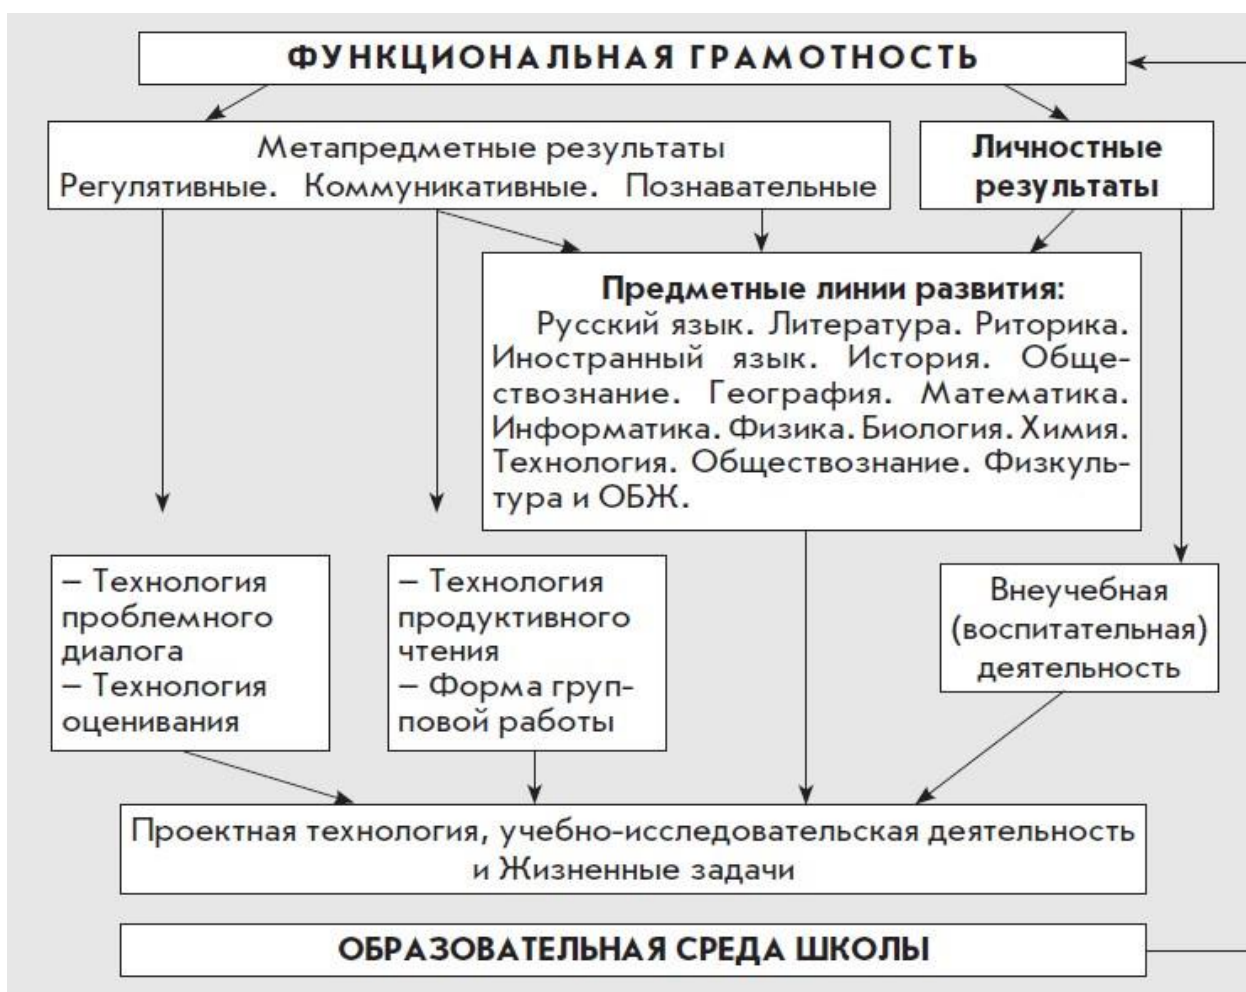 ФУНКЦИОНАЛЬНАЯ ГРАМОТНОСТЬ
Метапредметные результаты
Регулятивные. Коммуникативные. Познавательные
Личностные
результаты
Предметные линии развития:
Русский язык. Литература. Риторика.
Иностранный язык. История. Обще-
ствознание. География. Математика.
Информатика. Физика. Биология. Химия.
Технология. Обществознание. Физкуль-
тура и ОБЖ.
– Технология
проблемного
диалога
– Технология
оценивания
– Технология
продуктивного
чтения
– Форма груп-
повой работы
Внеучебная
(воспитательная)
деятельность
Проектная технология, учебно-исследовательская деятельность
и Жизненные задачи
ОБРАЗОВАТЕЛЬНАЯ СРЕДА ШКОЛЫ